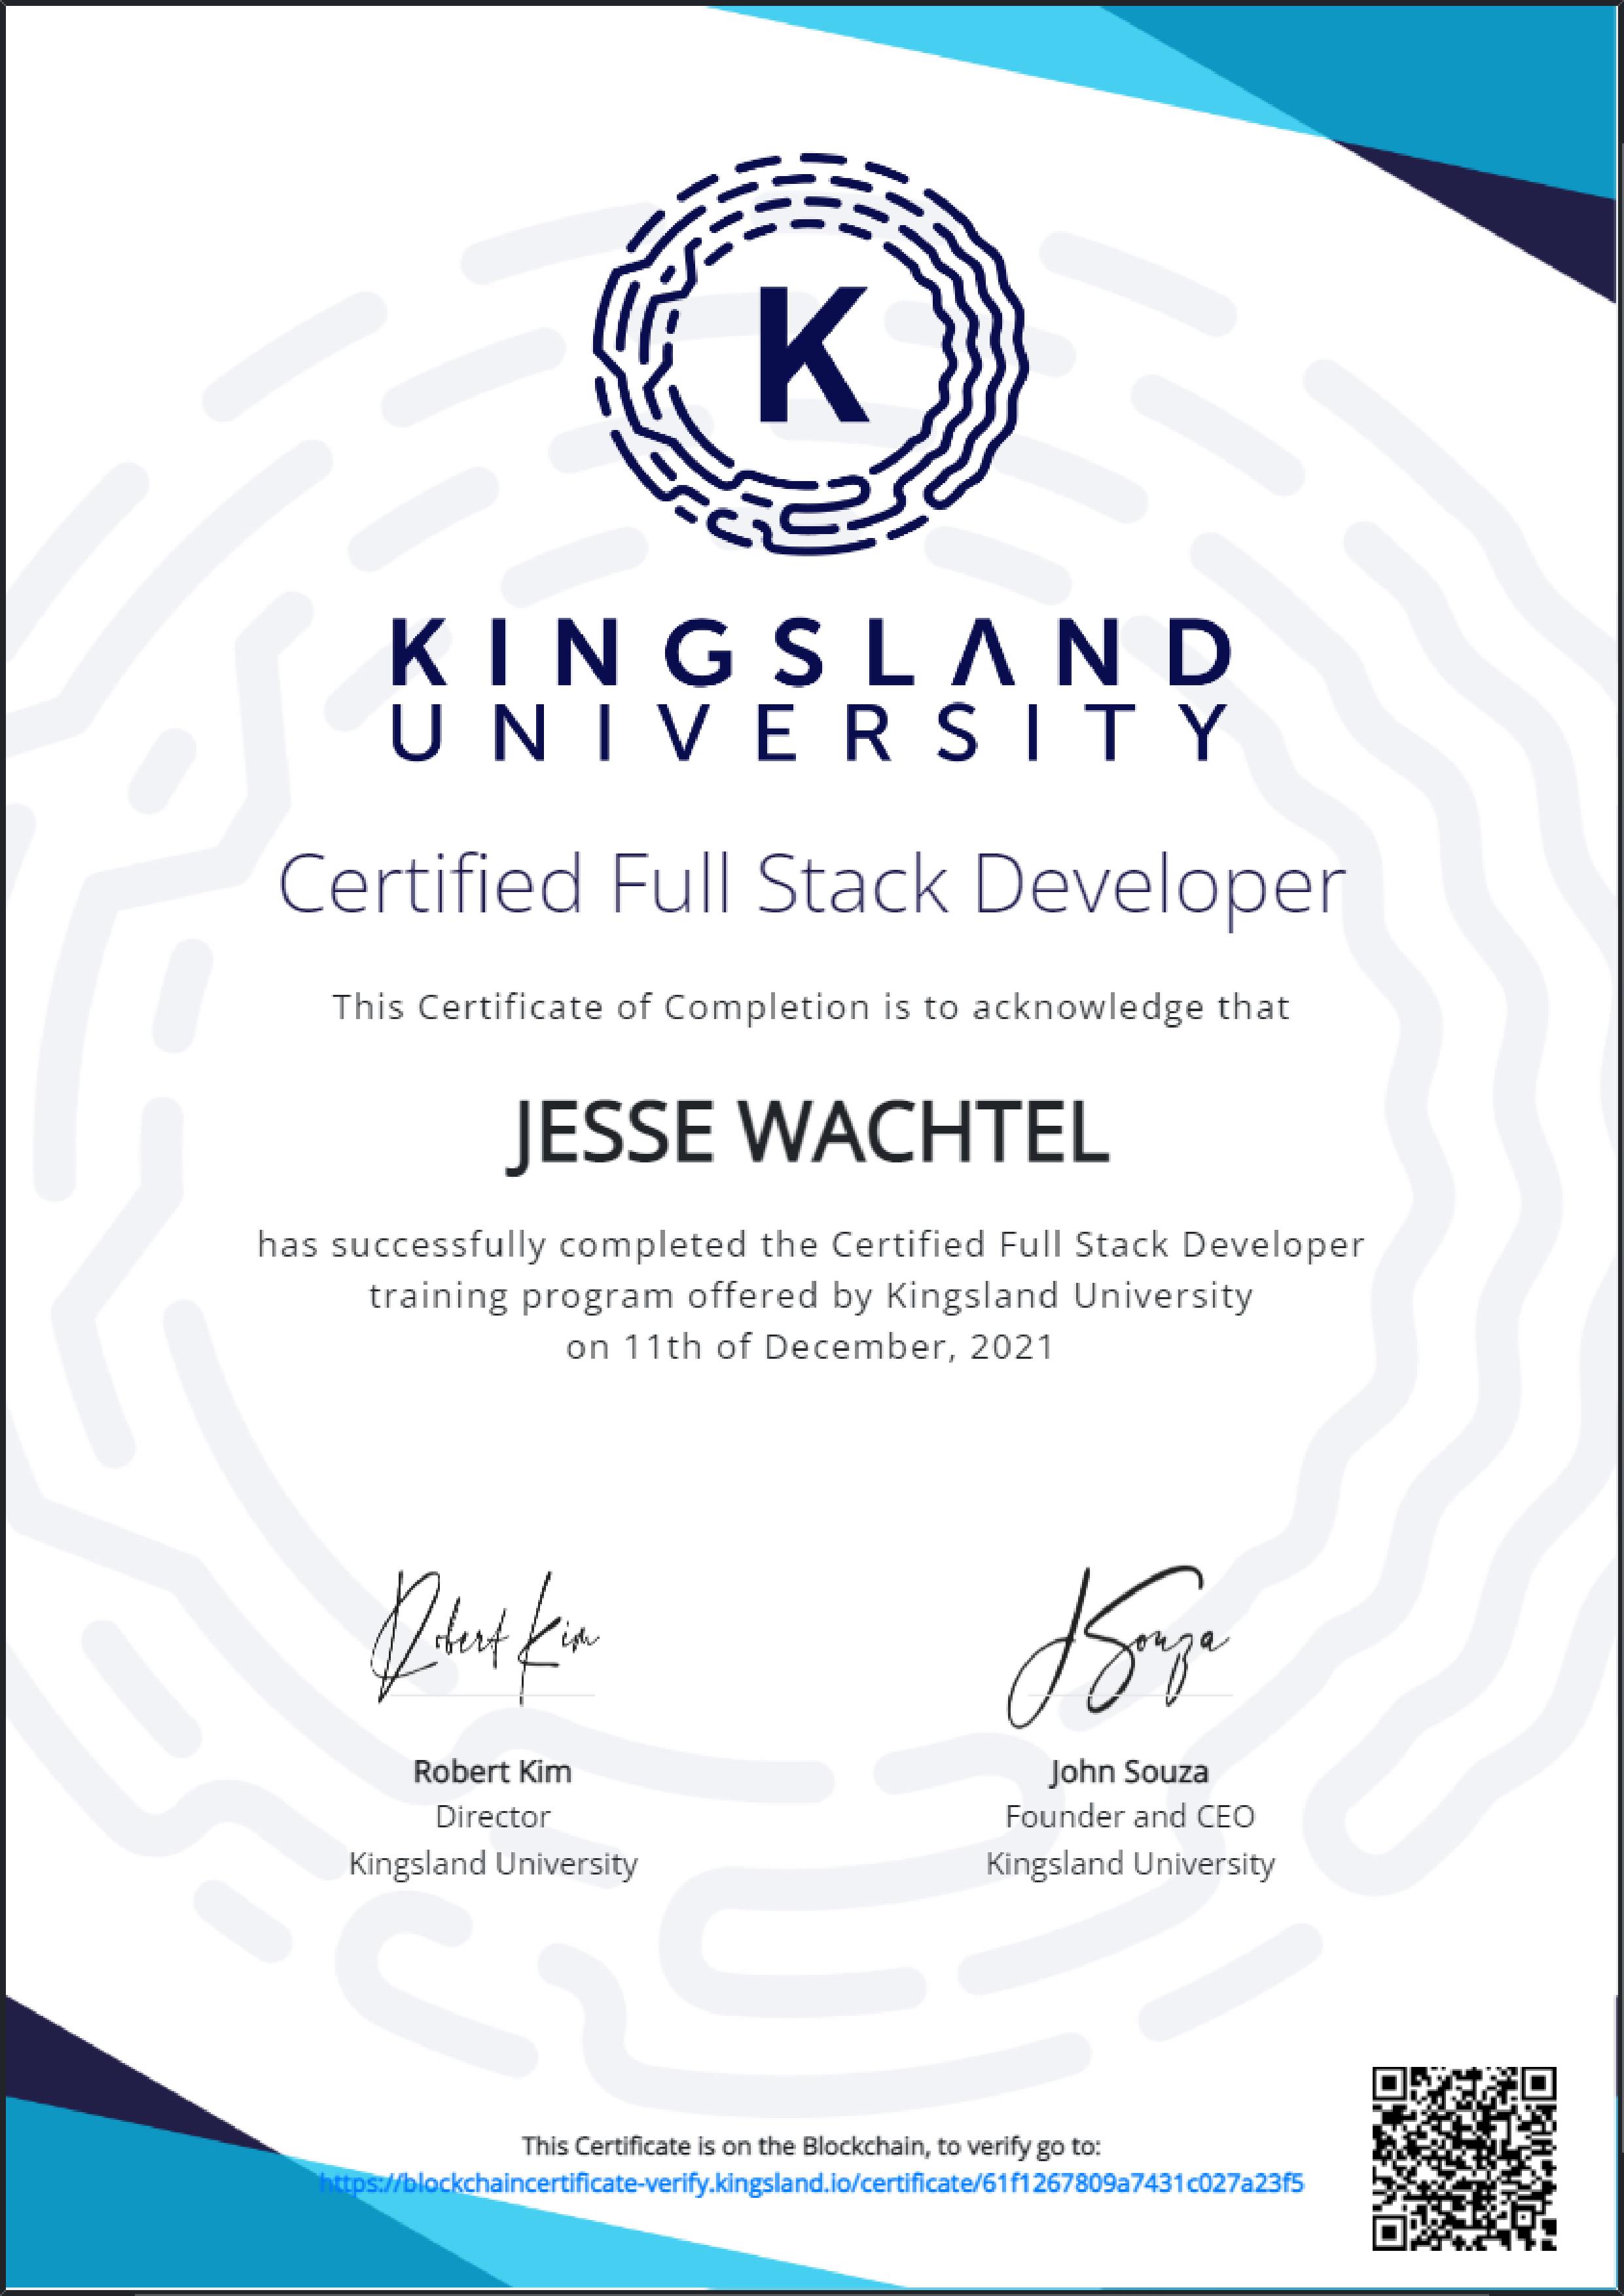 K
KINGSLAND
UNIVERSITY
Certified Full Stack Developer
This Certificate of Completion is to acknowledge that
JESSE WACHTEL
has successfully completed the Certified Full Stack Developer
training program offered by Kingsland University
on 11th of December, 2021
Robert Kim
JSouza
Robert Kim
Director
Kingsland University
John Souza
Founder and CEO
Kingsland University
This Certificate is on the Blockchain, to verify go to:
https://blockchaincertificate-verify.kingsland.io/certificate/61f1267809a7431c027a23f5